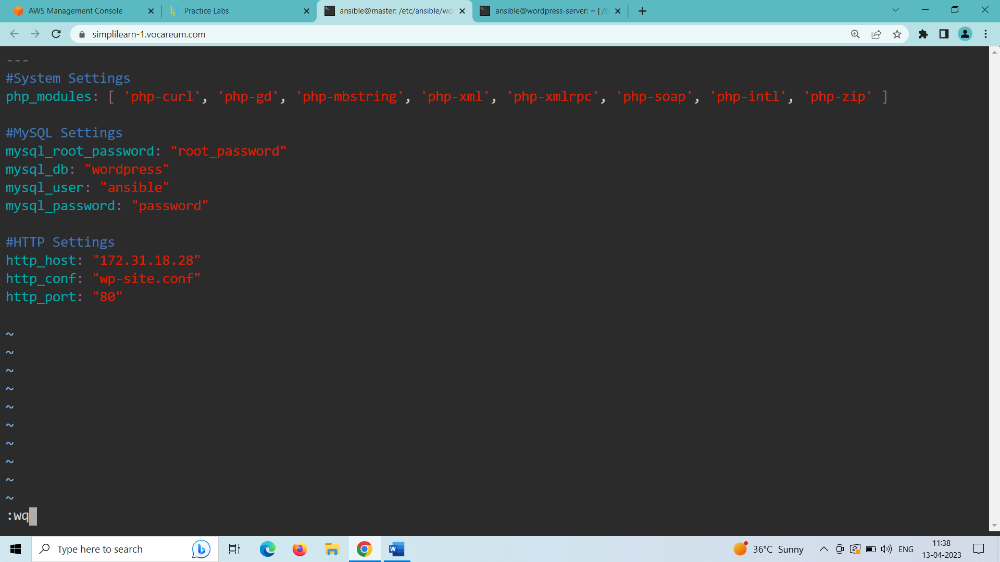 AWS Management Console
Practice Labs
ansible@master: /etc/ansible/wo
ansible@wordpress-server: ~ | /b
simplilearn-1.vocareum.com
---
#System Settings
php_modules: [ 'php-curl', 'php-gd', 'php-mbstring', 'php-xml', 'php-xmlrpc', 'php-soap', 'php-intl', 'php-zip' ]
#MySQL Settings
mysql_root_password: "root_password"
mysql_db: "wordpress"
mysql_user: "ansible"
mysql_password: "password"
#HTTP Settings
http_host: "172.31.18.28"
http_conf: "wp-site.conf"
http_port: "80"
~
~
~
~
~
~
~
~
~
~
:wq
Type here to search
36°C Sunny
ENG
11:38
13-04-2023